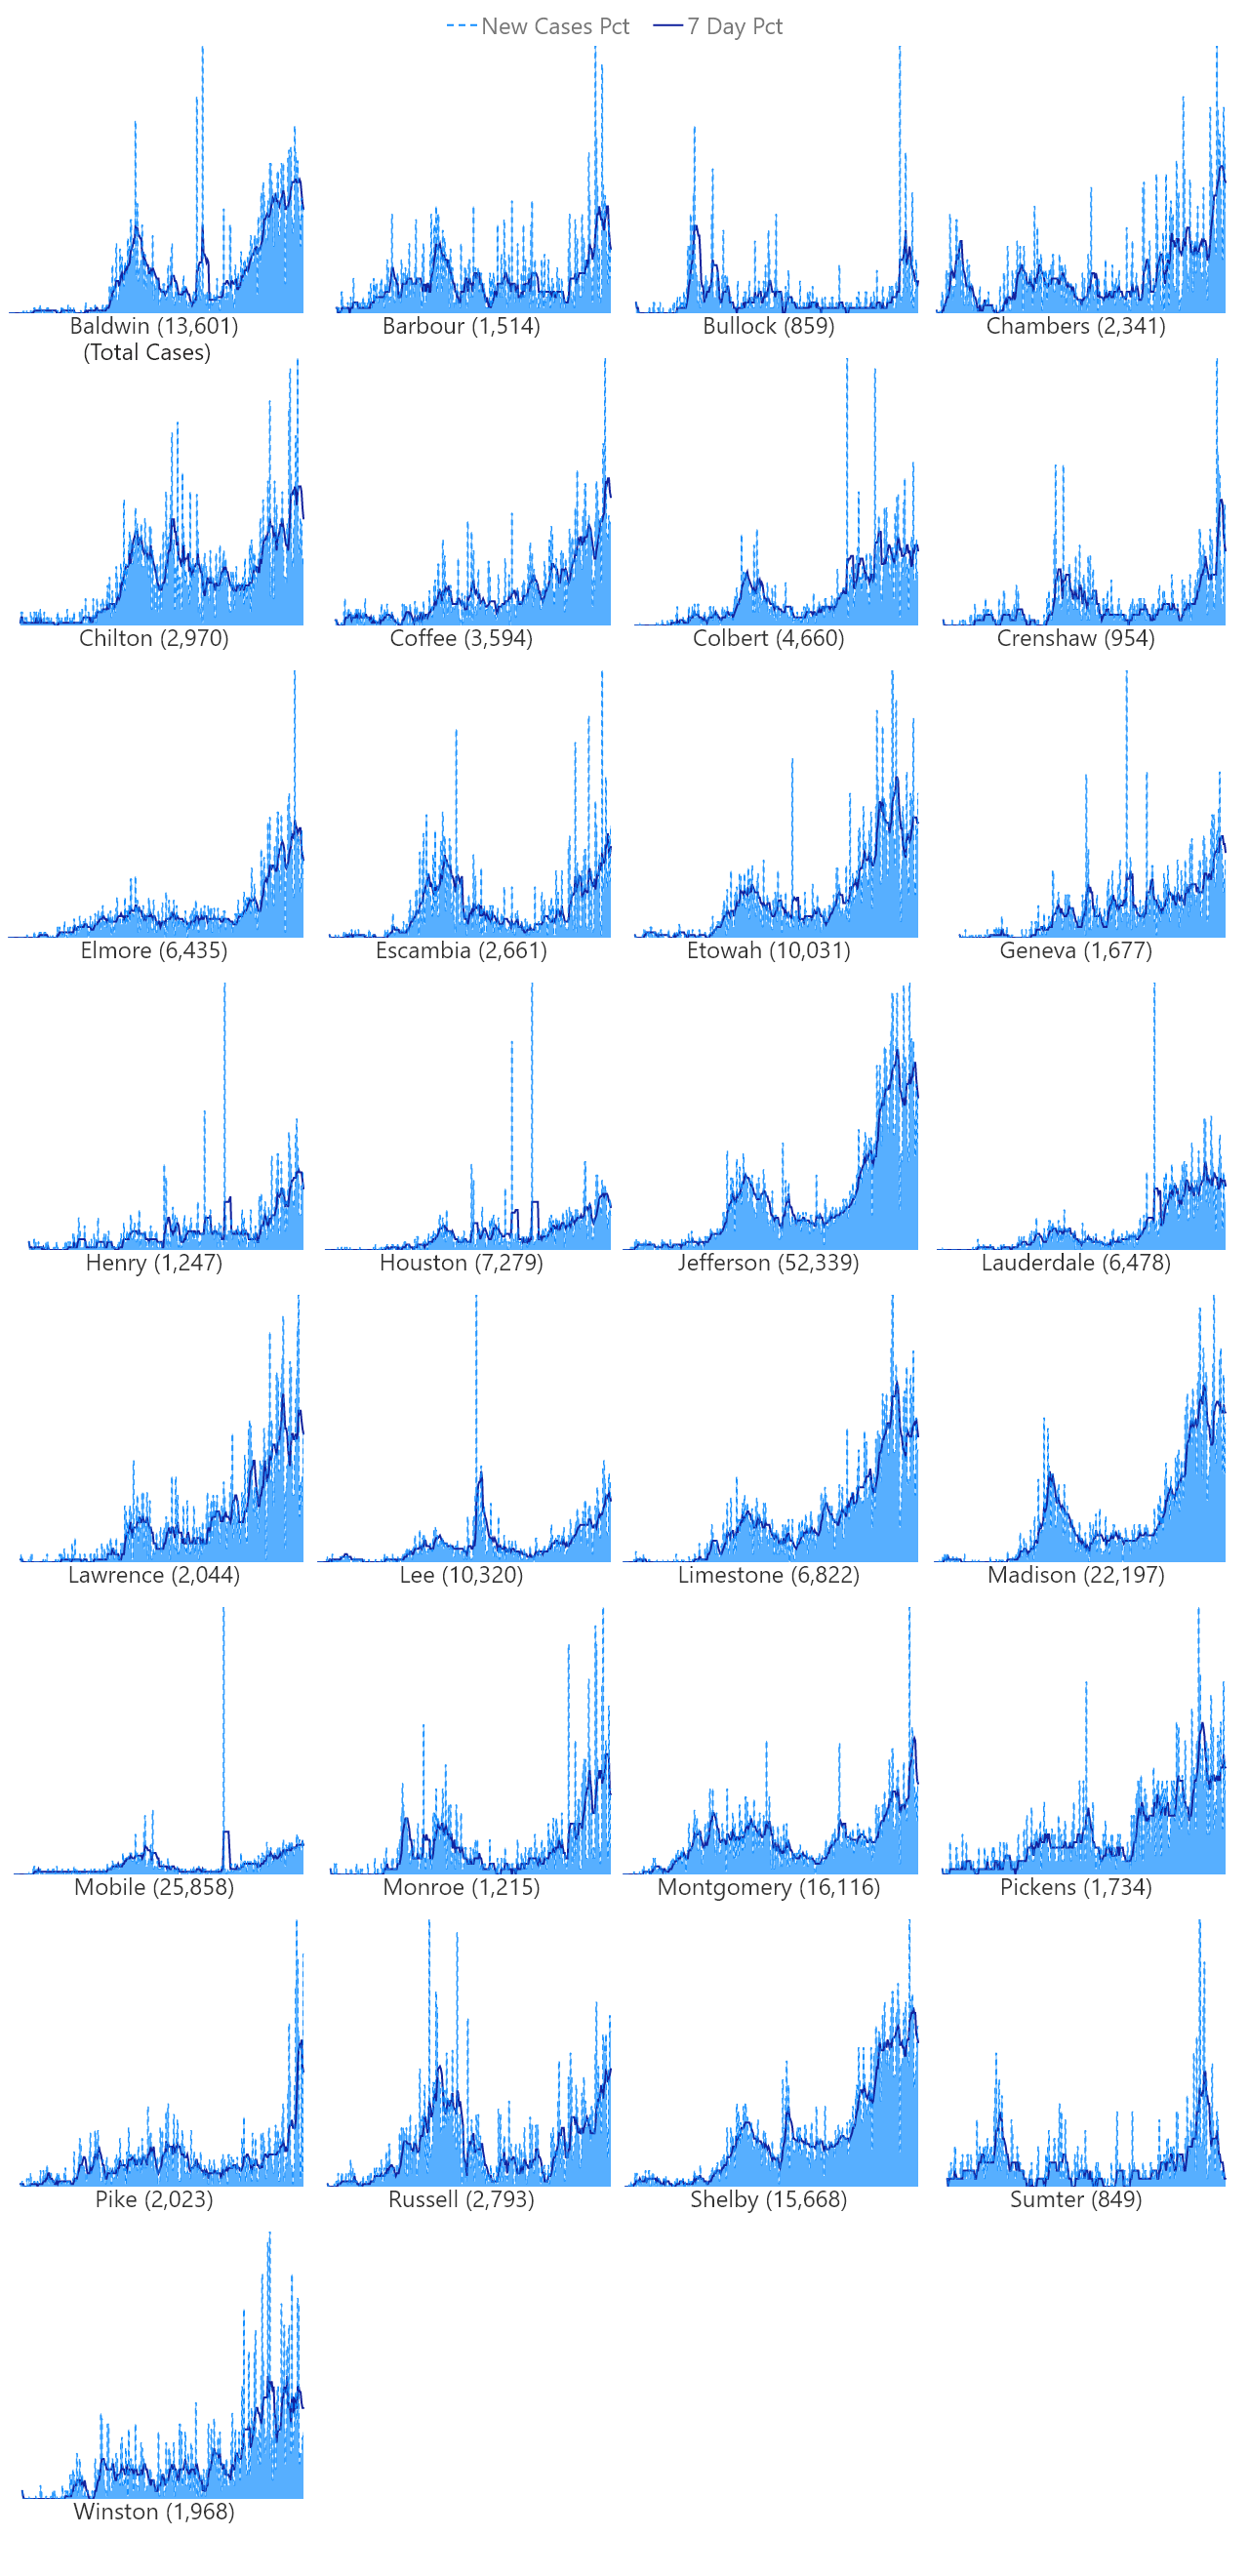 New Cases Pct 7 Day Pct
Baldwin (13,601) Barbour (1,514) Bullock (859) Chambers (2,341)
(Total Cases)
Chilton (2,970) Coffee (3,594) Colbert (4,660) Crenshaw (954)
Elmore (6,435) Escambia (2,661) Etowah (10,031) Geneva (1,677)
Henry (1,247) Houston (7,279) Jefferson (52,339) Lauderdale (6,478)
Lawrence (2,044) Lee (10,320) Limestone (6,822) Madison (22,197)
Mobile (25,858) Monroe (1,215) Montgomery (16,116) Pickens (1,734)
Pike (2,023) Russell (2,793) Shelby (15,668) Sumter (849)
Winston (1,968)